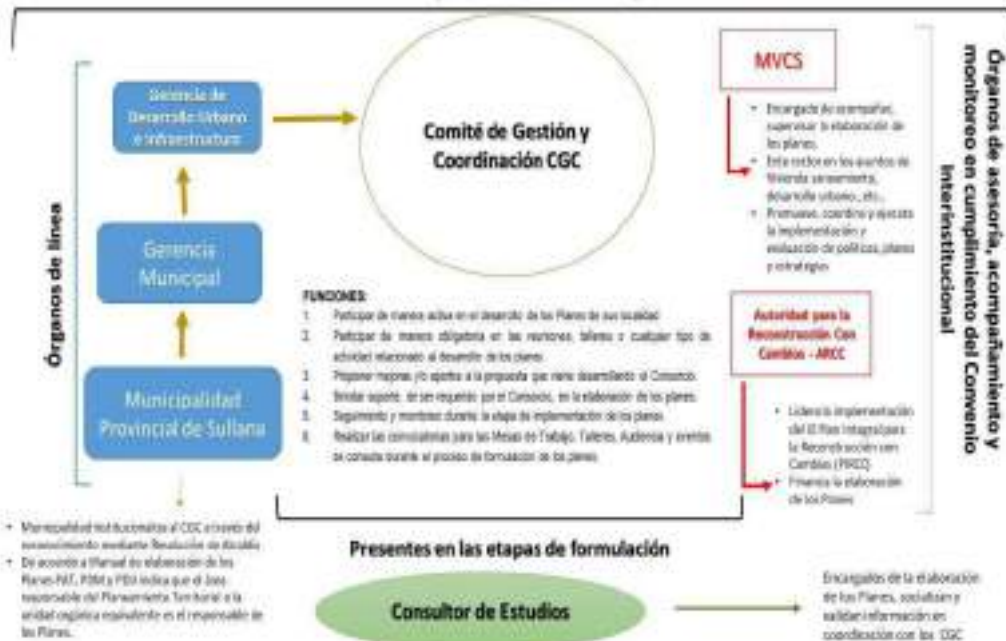 Órganos de línea
Gerencia de
Desarrollo Urbano
e Infraestructura
Gerencia
Municipal
Municipalidad
Provincial de Sullana
• Municipalidad institucionaliza al CGC a través del
reconocimiento mediante Resolución de Alcaldía
• De acuerdo a Manual de elaboración de los
Planes PAT, PDM y PDU indica que el área
responsable del Planeamiento Territorial o la
unidad orgánica equivalente es el responsable de
los Planes.
Comité de Gestión y
Coordinación CGC
FUNCIONES:
1. Participar de manera activa en el desarrollo de los Planes de su localidad
2. Participar de manera obligatoria en las reuniones, talleres o cualquier tipo de
actividad relacionado al desarrollo de los planes
3. Proponer mejoras y/o aportes a la propuesta que viene desarrollando el Consorcio.
4. Brindar soporte, de ser requerido por el Consorcio, en la elaboración de los planes.
5. Seguimiento y monitoreo durante la etapa de implementación de los planes
6. Realizar las convocatorias para las Mesas de Trabajo, Talleres, Audiencia y eventos
de consulta durante el proceso de formulación de los planes
Presentes en las etapas de formulación
Consultor de Estudios
Encargados de la elaboración
de los Planes, socializan y
validan información en
coordinación con los CGC
MVCS
• Encargado de acompañar,
supervisar la elaboración de
los planes.
• Ente rector en los asuntos de
Vivienda saneamiento,
desarrollo urbano, etc.,
• Promueve, coordina y ejecuta
la implementación y
evaluación de políticas, planes
y estrategias
Autoridad para la
Reconstrucción Con
Cambios - ARCC
• Lidera la implementación
del El Plan Integral para
la Reconstrucción con
Cambios (PIRCC)
• Financia la elaboración
de los Planes
Órganos de asesoría, acompañamiento y
monitoreo en cumplimiento del Convenio
Interinstitucional